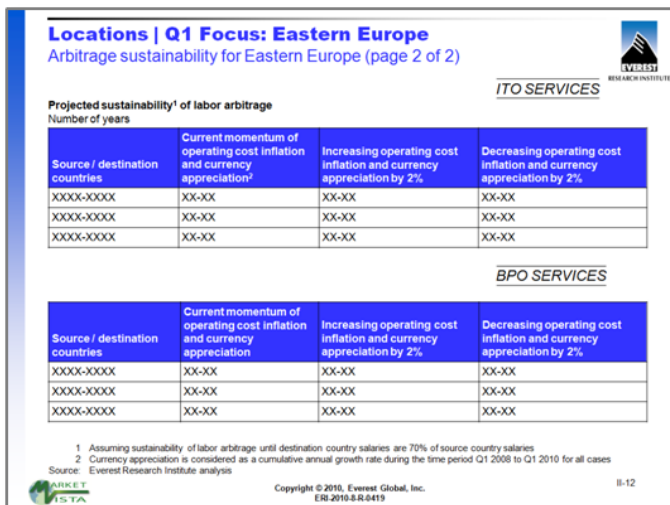 Locations | Q1 Focus: Eastern Europe
Arbitrage sustainability for Eastern Europe (page 2 of 2)
EVEREST
RESEARCH INSTITUTE
ITO SERVICES
Projected sustainability1 of labor arbitrage
Number of years
Source / destination countries
Current momentum of operating cost inflation and currency appreciation2
Increasing operating cost inflation and currency appreciation by 2%
Decreasing operating cost inflation and currency appreciation by 2%
XXXX-XXXX XX-XX XX-XX XX-XX
XXXX-XXXX XX-XX XX-XX XX-XX
XXXX-XXXX XX-XX XX-XX XX-XX
BPO SERVICES
Source / destination countries
Current momentum of operating cost inflation and currency appreciation
Increasing operating cost inflation and currency appreciation by 2%
Decreasing operating cost inflation and currency appreciation by 2%
XXXX-XXXX XX-XX XX-XX XX-XX
XXXX-XXXX XX-XX XX-XX XX-XX
XXXX-XXXX XX-XX XX-XX XX-XX
1 Assuming sustainability of labor arbitrage until destination country salaries are 70% of source country salaries
2 Currency appreciation is considered as a cumulative annual growth rate during the time period Q1 2008 to Q1 2010 for all cases
Source: Everest Research Institute analysis
MARKET VISTA
Copyright © 2010, Everest Global, Inc.
ERI-2010-8-R-0419
II-12